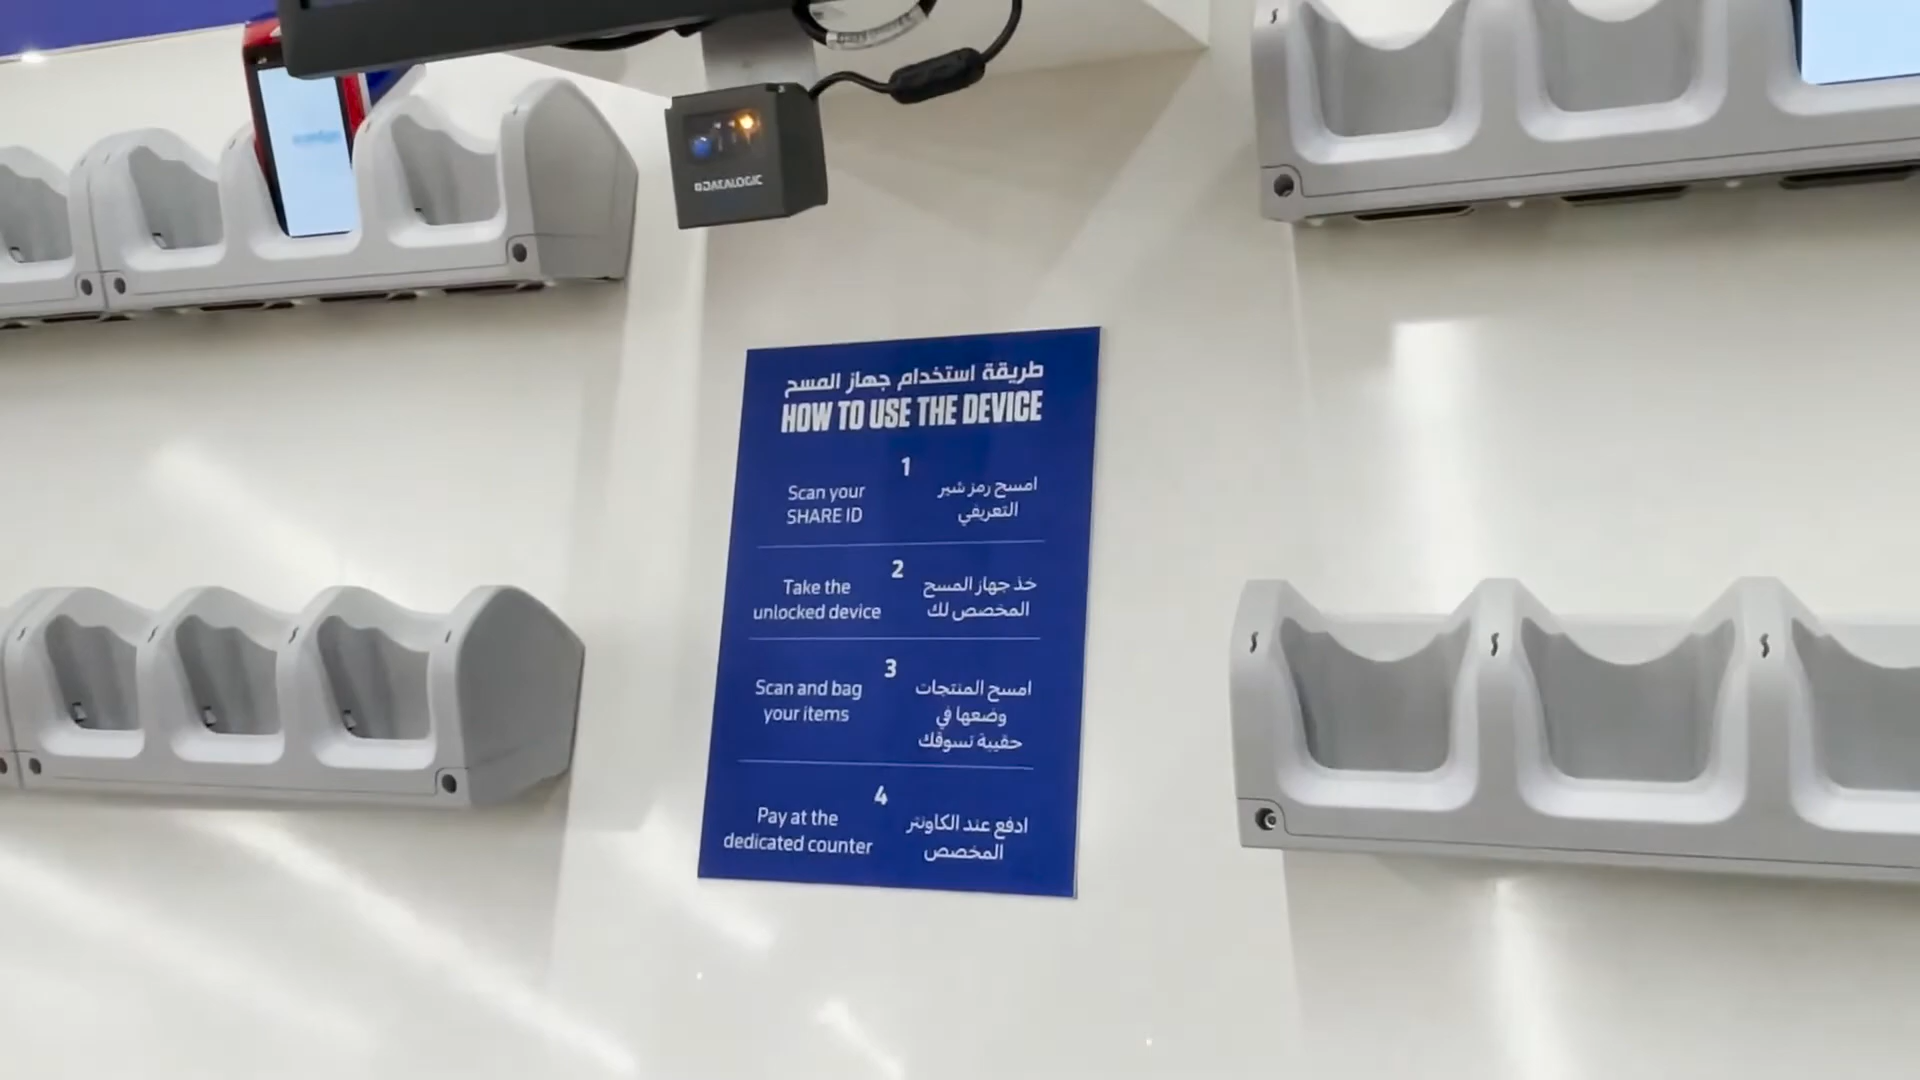 DATALOGIC
طريقة استخدام جهاز المسح
HOW TO USE THE DEVICE
1
Scan your
SHARE ID
امسح رمز شير
التعريفي
2
Take the
unlocked device
خذ جهاز المسح
المخصص لك
3
Scan and bag
your items
امسح المنتجات
وضعها في
حقيبة تسوقك
4
Pay at the
dedicated counter
ادفع عند الكاونتر
المخصص